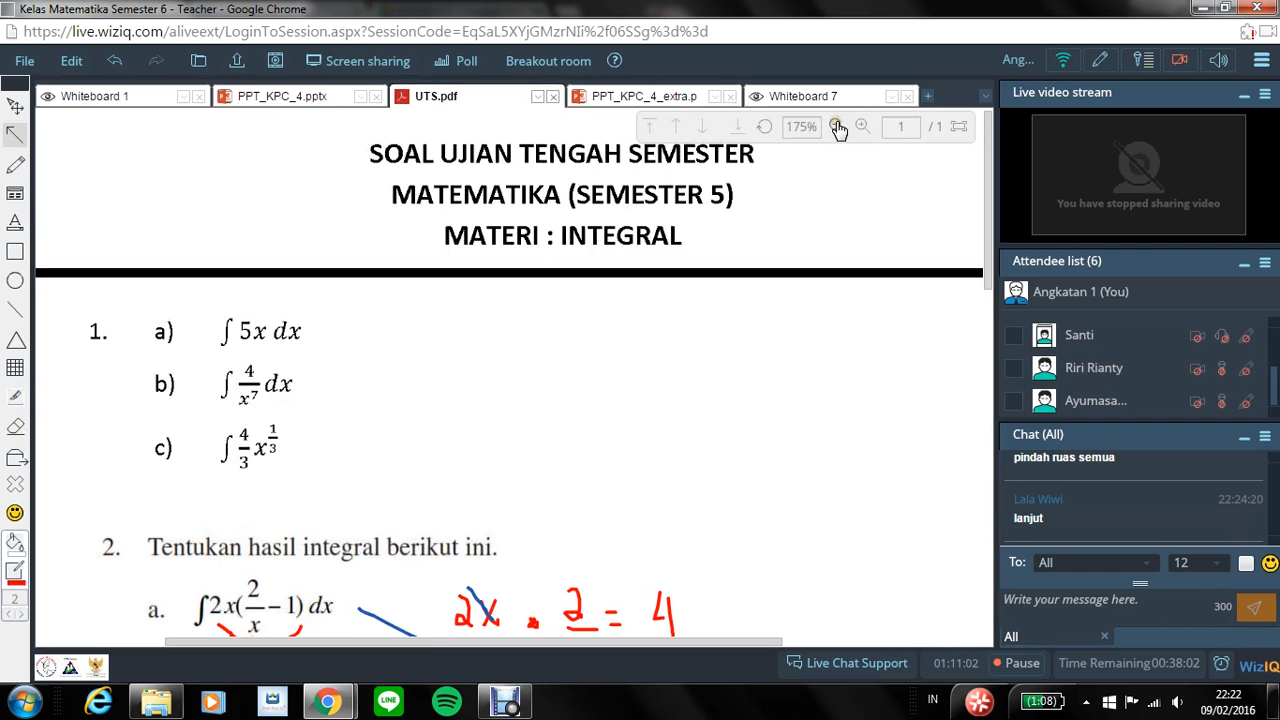 Kelas Matematika Semester 6 - Teacher - Google Chrome
https://live.wiziq.com/aliveext/LoginToSession.aspx?SessionCode=EqSaL5XYjGMzrNIi%2f06SSg%3d%3d
File Edit Screen sharing Poll Breakout room ? Ang...
Whiteboard 1 PPT_KPC_4.pptx UTS.pdf PPT_KPC_4_extra.p Whiteboard 7 +
175% 1 / 1
SOAL UJIAN TENGAH SEMESTER
MATEMATIKA (SEMESTER 5)
MATERI : INTEGRAL
1. a) ∫ 5x dx
b) ∫ 4/x⁷ dx
c) ∫ 4/3 x^(1/3)
2. Tentukan hasil integral berikut ini.
a. ∫2x(2/x − 1) dx 2x . 2 = 4
2
Live video stream
You have stopped sharing video
Attendee list (6)
Angkatan 1 (You)
Santi
Riri Rianty
Ayumasa...
Chat (All)
pindah ruas semua
Lala Wiwi 22:24:20
lanjut
To: All 12
Write your message here... 300
All ×
Live Chat Support 01:11:02 Pause Time Remaining 00:38:02 WizIQ
IN (1:08) 22:22
09/02/2016
LINE